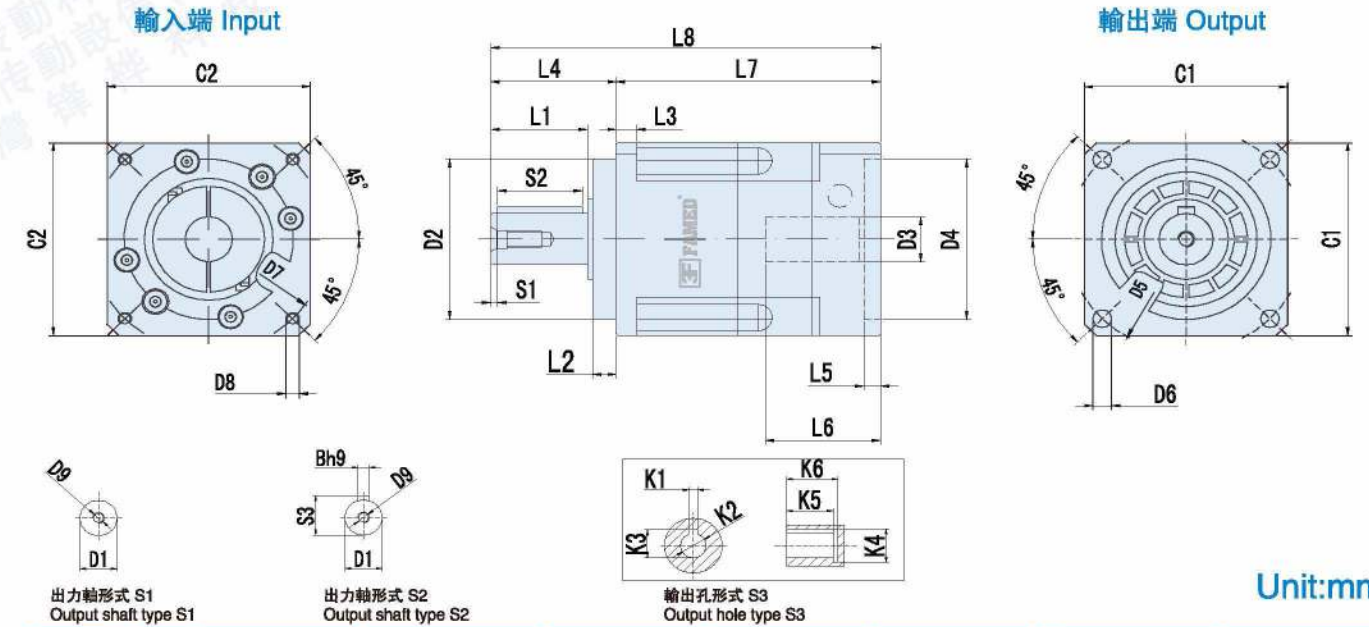 輸入端 Input
輸出端 Output
C2
C2
45°
45°
D7
D8
L8
L4
L7
L1
L3
S2
D2
S1
FAMED®
D3
D4
L2
L5
L6
C1
C1
45°
45°
D5
D6
D9
D1
出力軸形式 S1
Output shaft type S1
Bh9
D9
S3
D1
出力軸形式 S2
Output shaft type S2
K1
K2
K3
K6
K5
K4
輸出孔形式 S3
Output hole type S3
Unit:mm